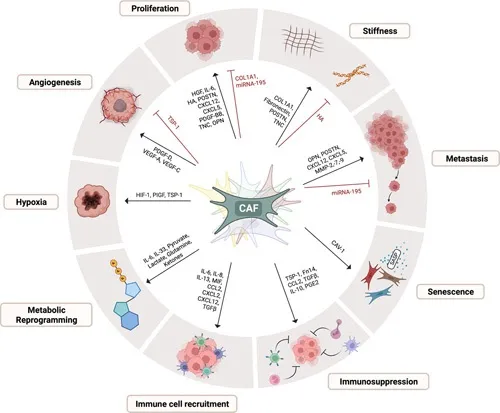 Proliferation
Stiffness
Metastasis
Senescence
Immunosuppression
Immune cell recruitment
Metabolic
Reprogramming
Hypoxia
Angiogenesis
CAF
HGF, IL-6,
HA, POSTN,
CXCL12,
CXCL5,
PDGF-BB,
TNC, OPN
COL1A1,
miRNA-195
COL1A1,
Fibronectin,
POSTN,
TNC
HA
OPN, POSTN,
CXCL12, CXCL5,
MMP-2,-7,-9
miRNA-195
CAV-1
SASP
TSP-1, Fn14,
CCL2, TGFβ,
IL-10, PGE2
IL-6, IL-8,
IL-13, MIF,
CCL2,
CXCL2,
CXCL12,
TGFβ
IL-6, IL-33, Pyruvate,
Lactate, Glutamine,
Ketones
HIF-1, PIGF, TSP-1
PDGF-D,
VEGF-A, VEGF-C
TSP-1